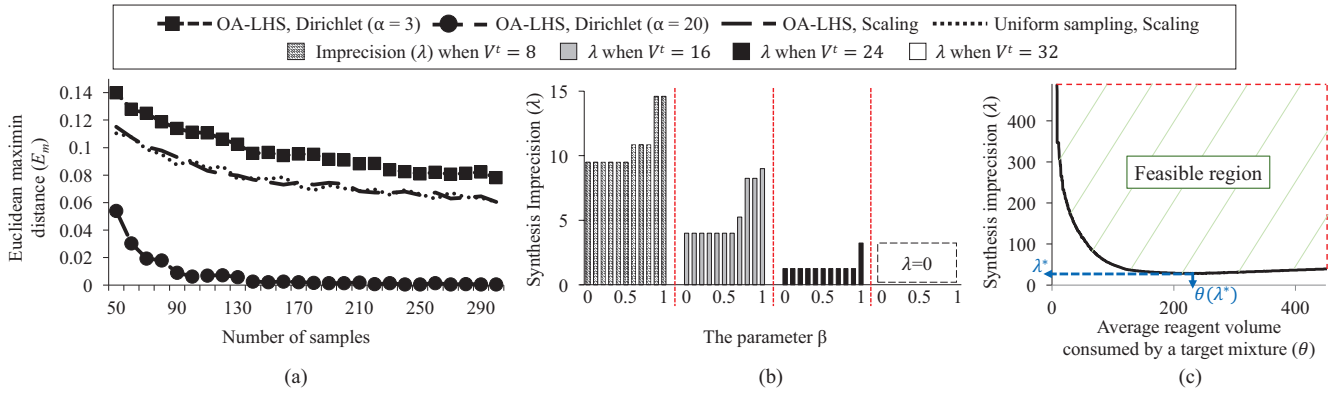 OA-LHS, Dirichlet (α = 3) OA-LHS, Dirichlet (α = 20) OA-LHS, Scaling Uniform sampling, Scaling
Imprecision (λ) when V^t = 8 λ when V^t = 16 λ when V^t = 24 λ when V^t = 32
Euclidean maximin
distance (E_m)
0.14
0.12
0.1
0.08
0.06
0.04
0.02
0
50 90 130 170 210 250 290
Number of samples
(a)
Synthesis Imprecision (λ)
15
10
5
0
λ=0
0 0.5 1 0 0.5 1 0 0.5 1 0 0.5 1
The parameter β
(b)
Synthesis imprecision (λ)
400
300
200
100
0
Feasible region
λ*
θ(λ*)
0 200 400
Average reagent volume
consumed by a target mixture (θ)
(c)